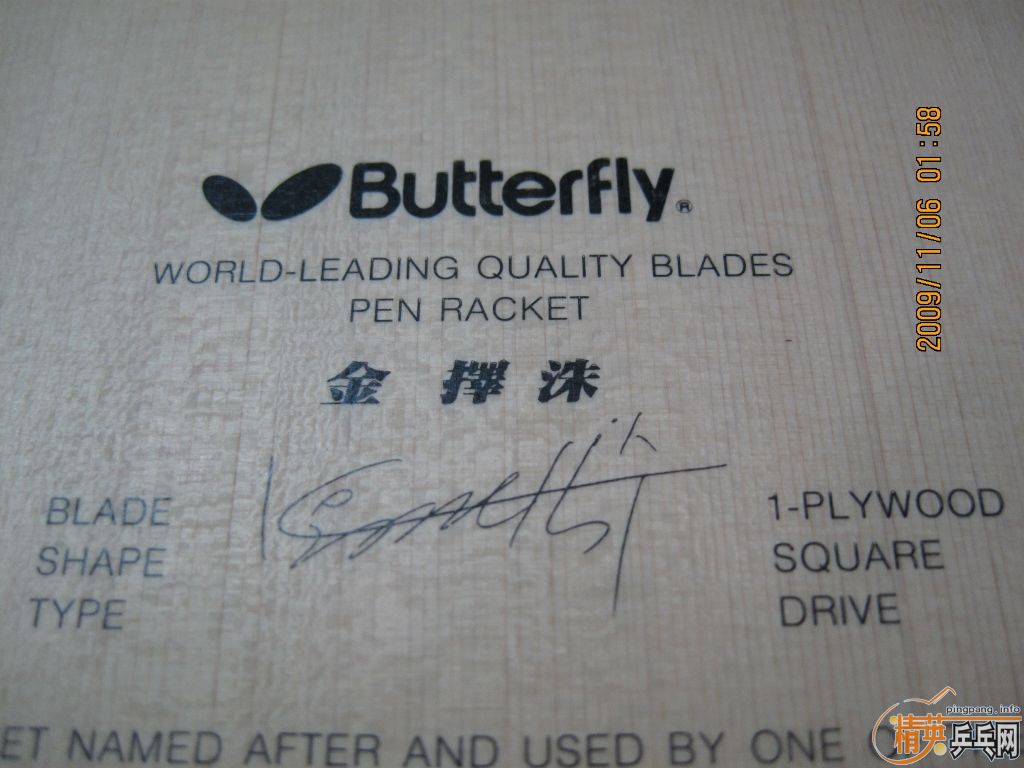 Butterfly®
WORLD-LEADING QUALITY BLADES
PEN RACKET
金 擇 洙
BLADE 1-PLYWOOD
SHAPE SQUARE
TYPE DRIVE
ET NAMED AFTER AND USED BY ONE
2009/11/06 01:58
pingpang.info
精英乒乓网